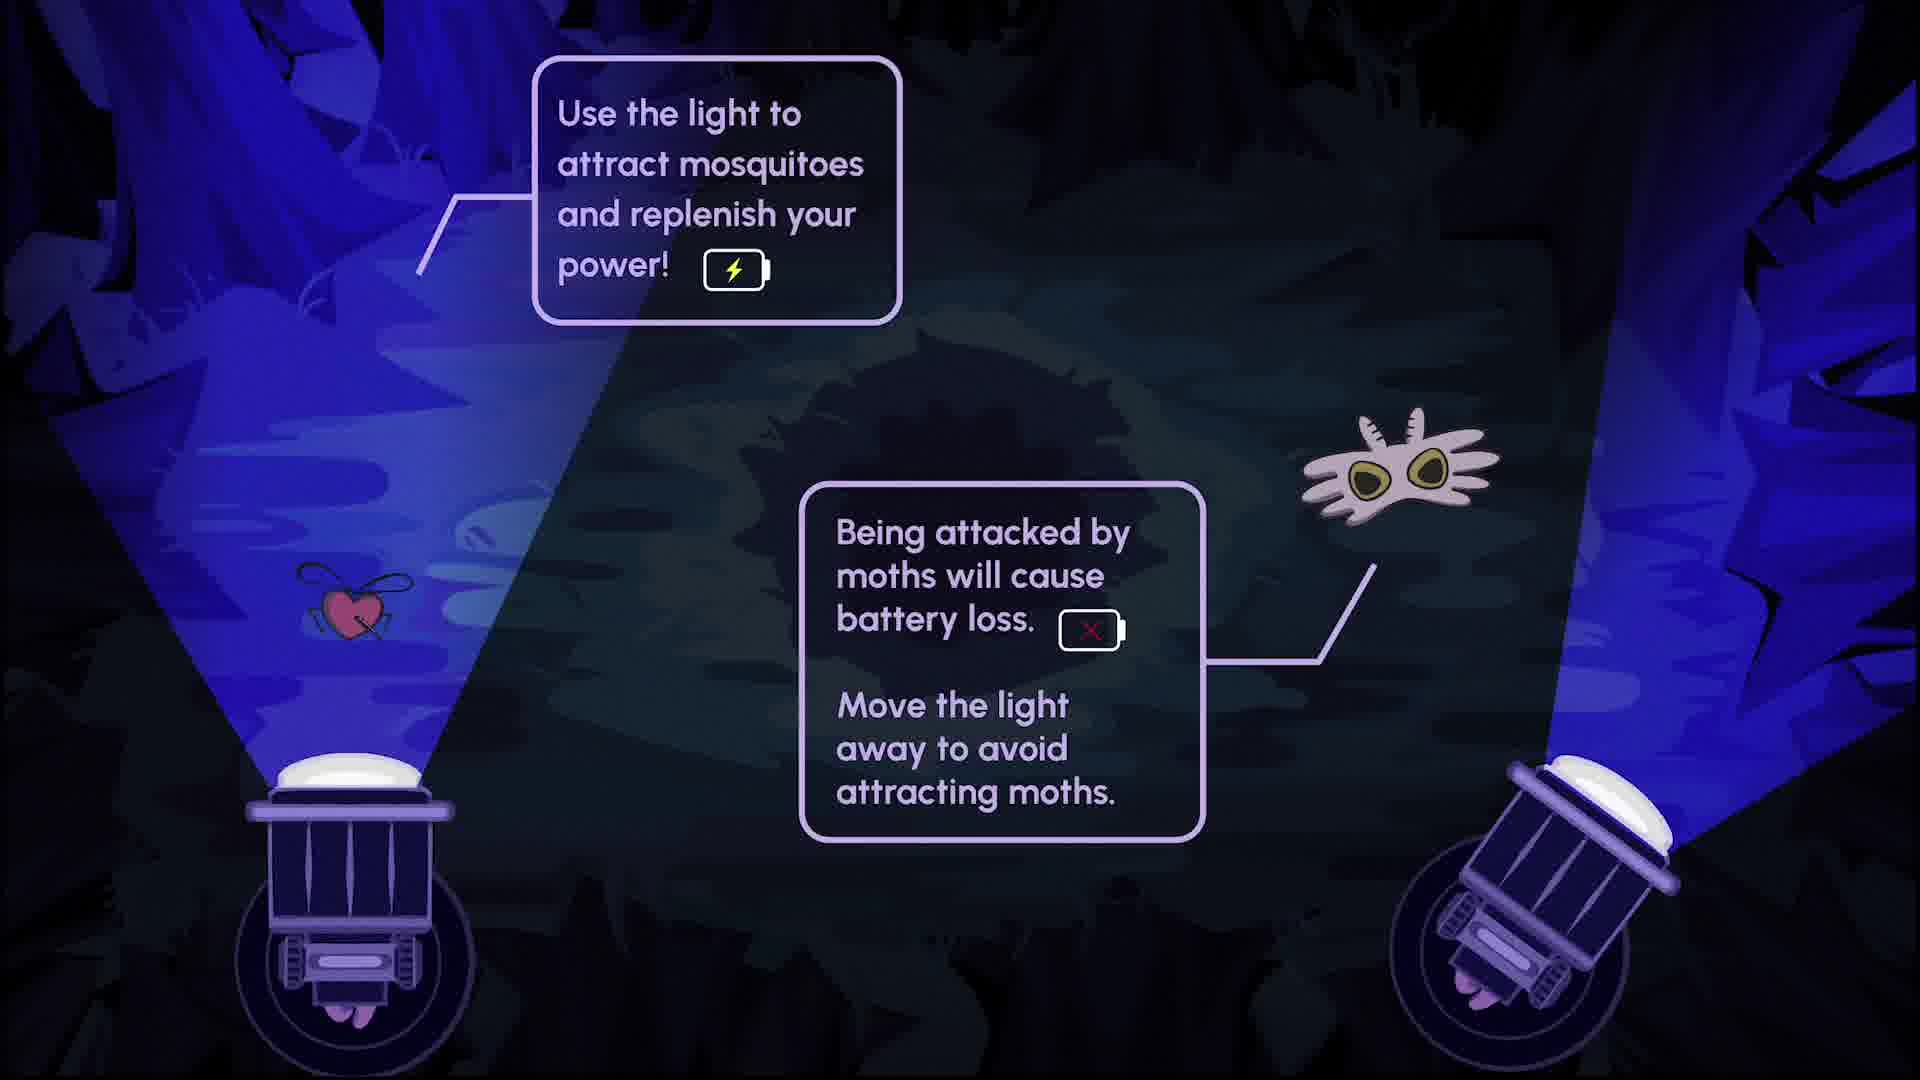 Use the light to
attract mosquitoes
and replenish your
power!
Being attacked by
moths will cause
battery loss.
Move the light
away to avoid
attracting moths.